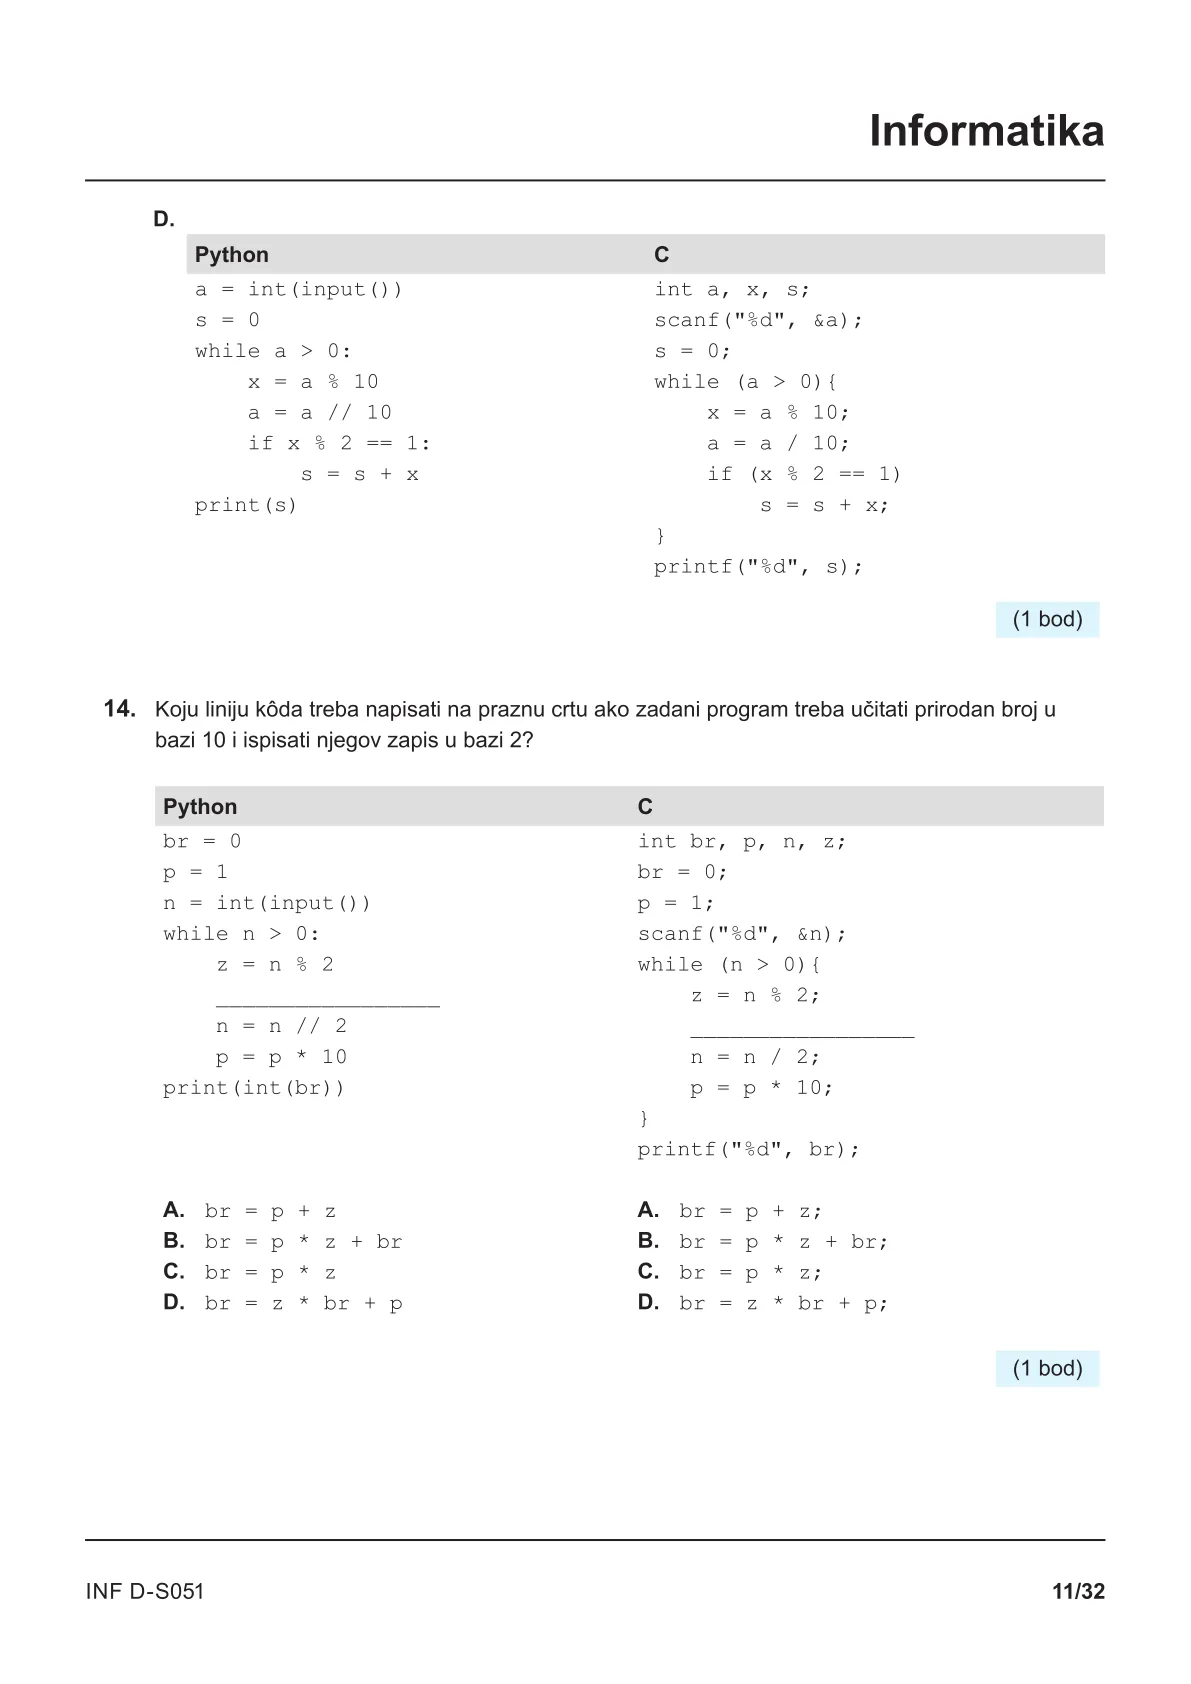 Informatika
D.
Python C
a = int(input()) int a, x, s;
s = 0 scanf("%d", &a);
while a > 0: s = 0;
    x = a % 10 while (a > 0){
    a = a // 10     x = a % 10;
    if x % 2 == 1:     a = a / 10;
        s = s + x     if (x % 2 == 1)
print(s)         s = s + x;
}
printf("%d", s);
(1 bod)
14. Koju liniju kôda treba napisati na praznu crtu ako zadani program treba učitati prirodan broj u
bazi 10 i ispisati njegov zapis u bazi 2?
Python C
br = 0 int br, p, n, z;
p = 1 br = 0;
n = int(input()) p = 1;
while n > 0: scanf("%d", &n);
    z = n % 2 while (n > 0){
    _________________     z = n % 2;
    n = n // 2     _________________
    p = p * 10     n = n / 2;
print(int(br))     p = p * 10;
}
printf("%d", br);
A. br = p + z A. br = p + z;
B. br = p * z + br B. br = p * z + br;
C. br = p * z C. br = p * z;
D. br = z * br + p D. br = z * br + p;
(1 bod)
INF D-S051 11/32